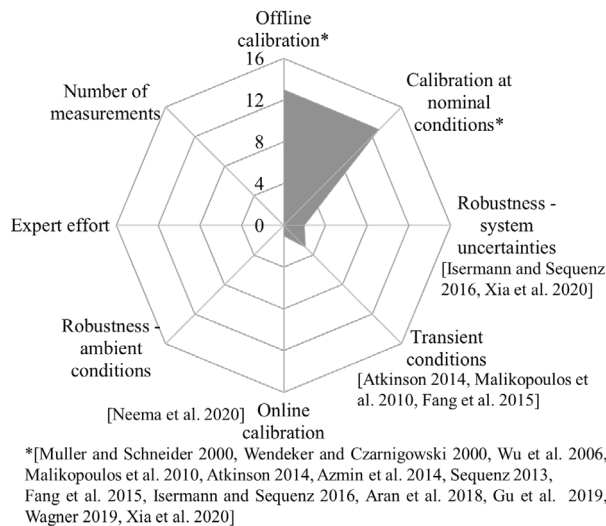 Offline
calibration*
16
12
8
4
0
Number of
measurements
Calibration at
nominal
conditions*
Expert effort
Robustness -
system
uncertainties
[Isermann and Sequenz
2016, Xia et al. 2020]
Robustness -
ambient
conditions
Transient
conditions
[Atkinson 2014, Malikopoulos et
al. 2010, Fang et al. 2015]
[Neema et al. 2020]
Online
calibration
*[Muller and Schneider 2000, Wendeker and Czarnigowski 2000, Wu et al. 2006,
Malikopoulos et al. 2010, Atkinson 2014, Azmin et al. 2014, Sequenz 2013,
Fang et al. 2015, Isermann and Sequenz 2016, Aran et al. 2018, Gu et al. 2019,
Wagner 2019, Xia et al. 2020]